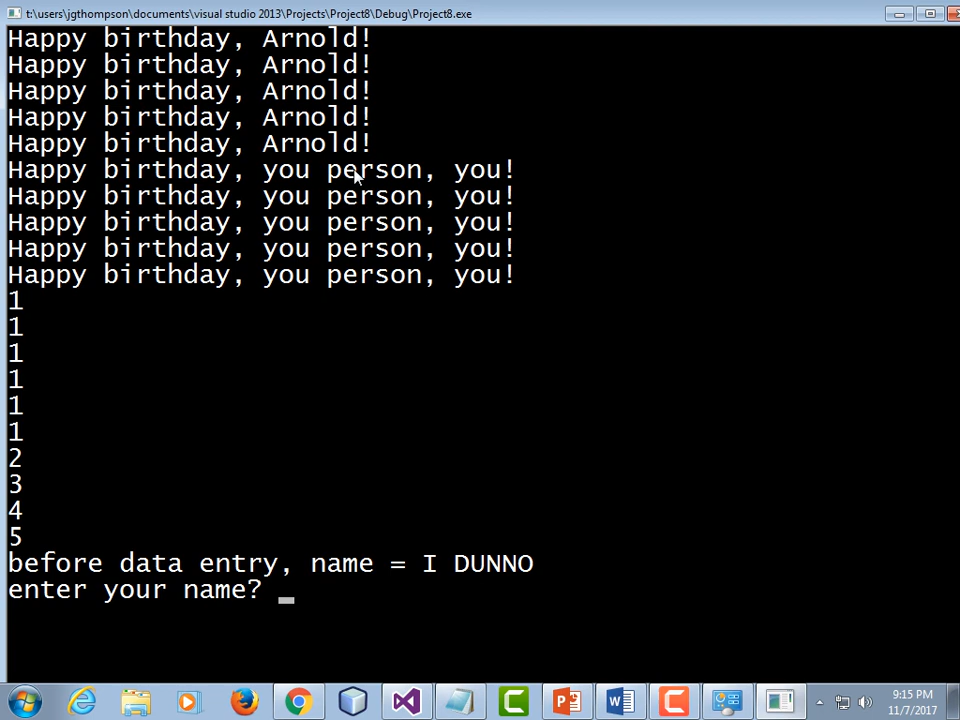 t:\users\jgthompson\documents\visual studio 2013\Projects\Project8\Debug\Project8.exe
Happy birthday, Arnold!
Happy birthday, Arnold!
Happy birthday, Arnold!
Happy birthday, Arnold!
Happy birthday, Arnold!
Happy birthday, you person, you!
Happy birthday, you person, you!
Happy birthday, you person, you!
Happy birthday, you person, you!
Happy birthday, you person, you!
1
1
1
1
1
1
2
3
4
5
before data entry, name = I DUNNO
enter your name? _
9:15 PM
11/7/2017